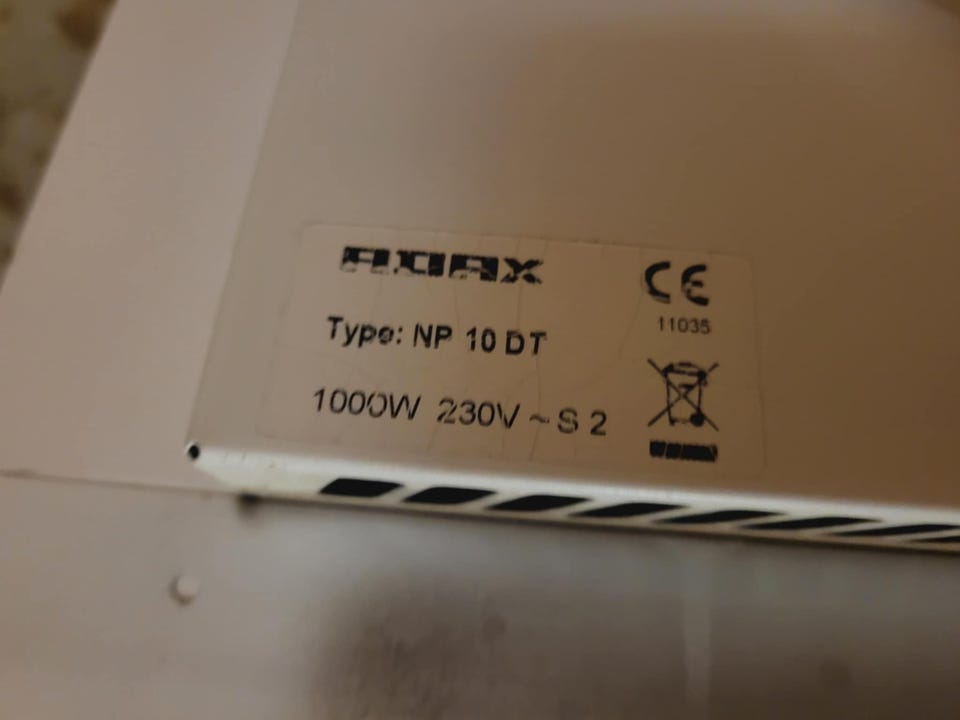 ADAX
CE
11035
Type: NP 10 DT
1000W 230V ~ S 2